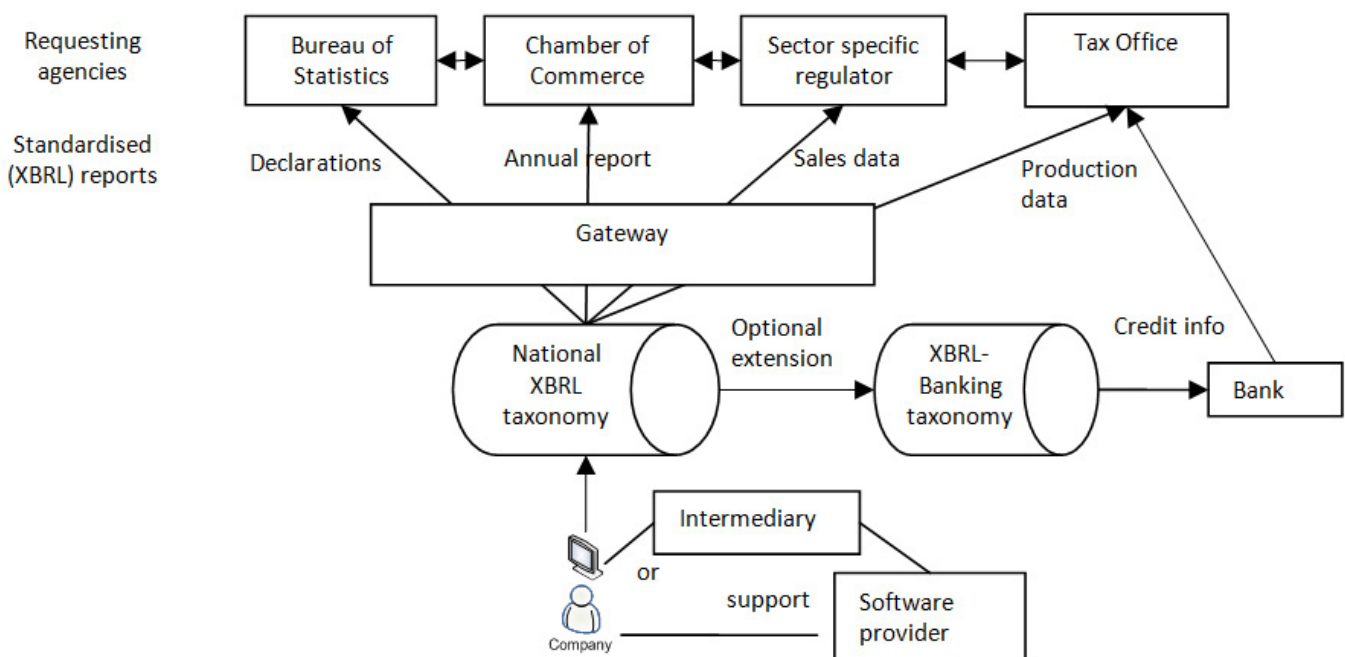 Requesting
agencies
Bureau of
Statistics
Chamber of
Commerce
Sector specific
regulator
Tax Office
Standardised
(XBRL) reports
Declarations
Annual report
Sales data
Production
data
Gateway
National
XBRL
taxonomy
Optional
extension
XBRL-
Banking
taxonomy
Credit info
Bank
Intermediary
or
support
Software
provider
Company